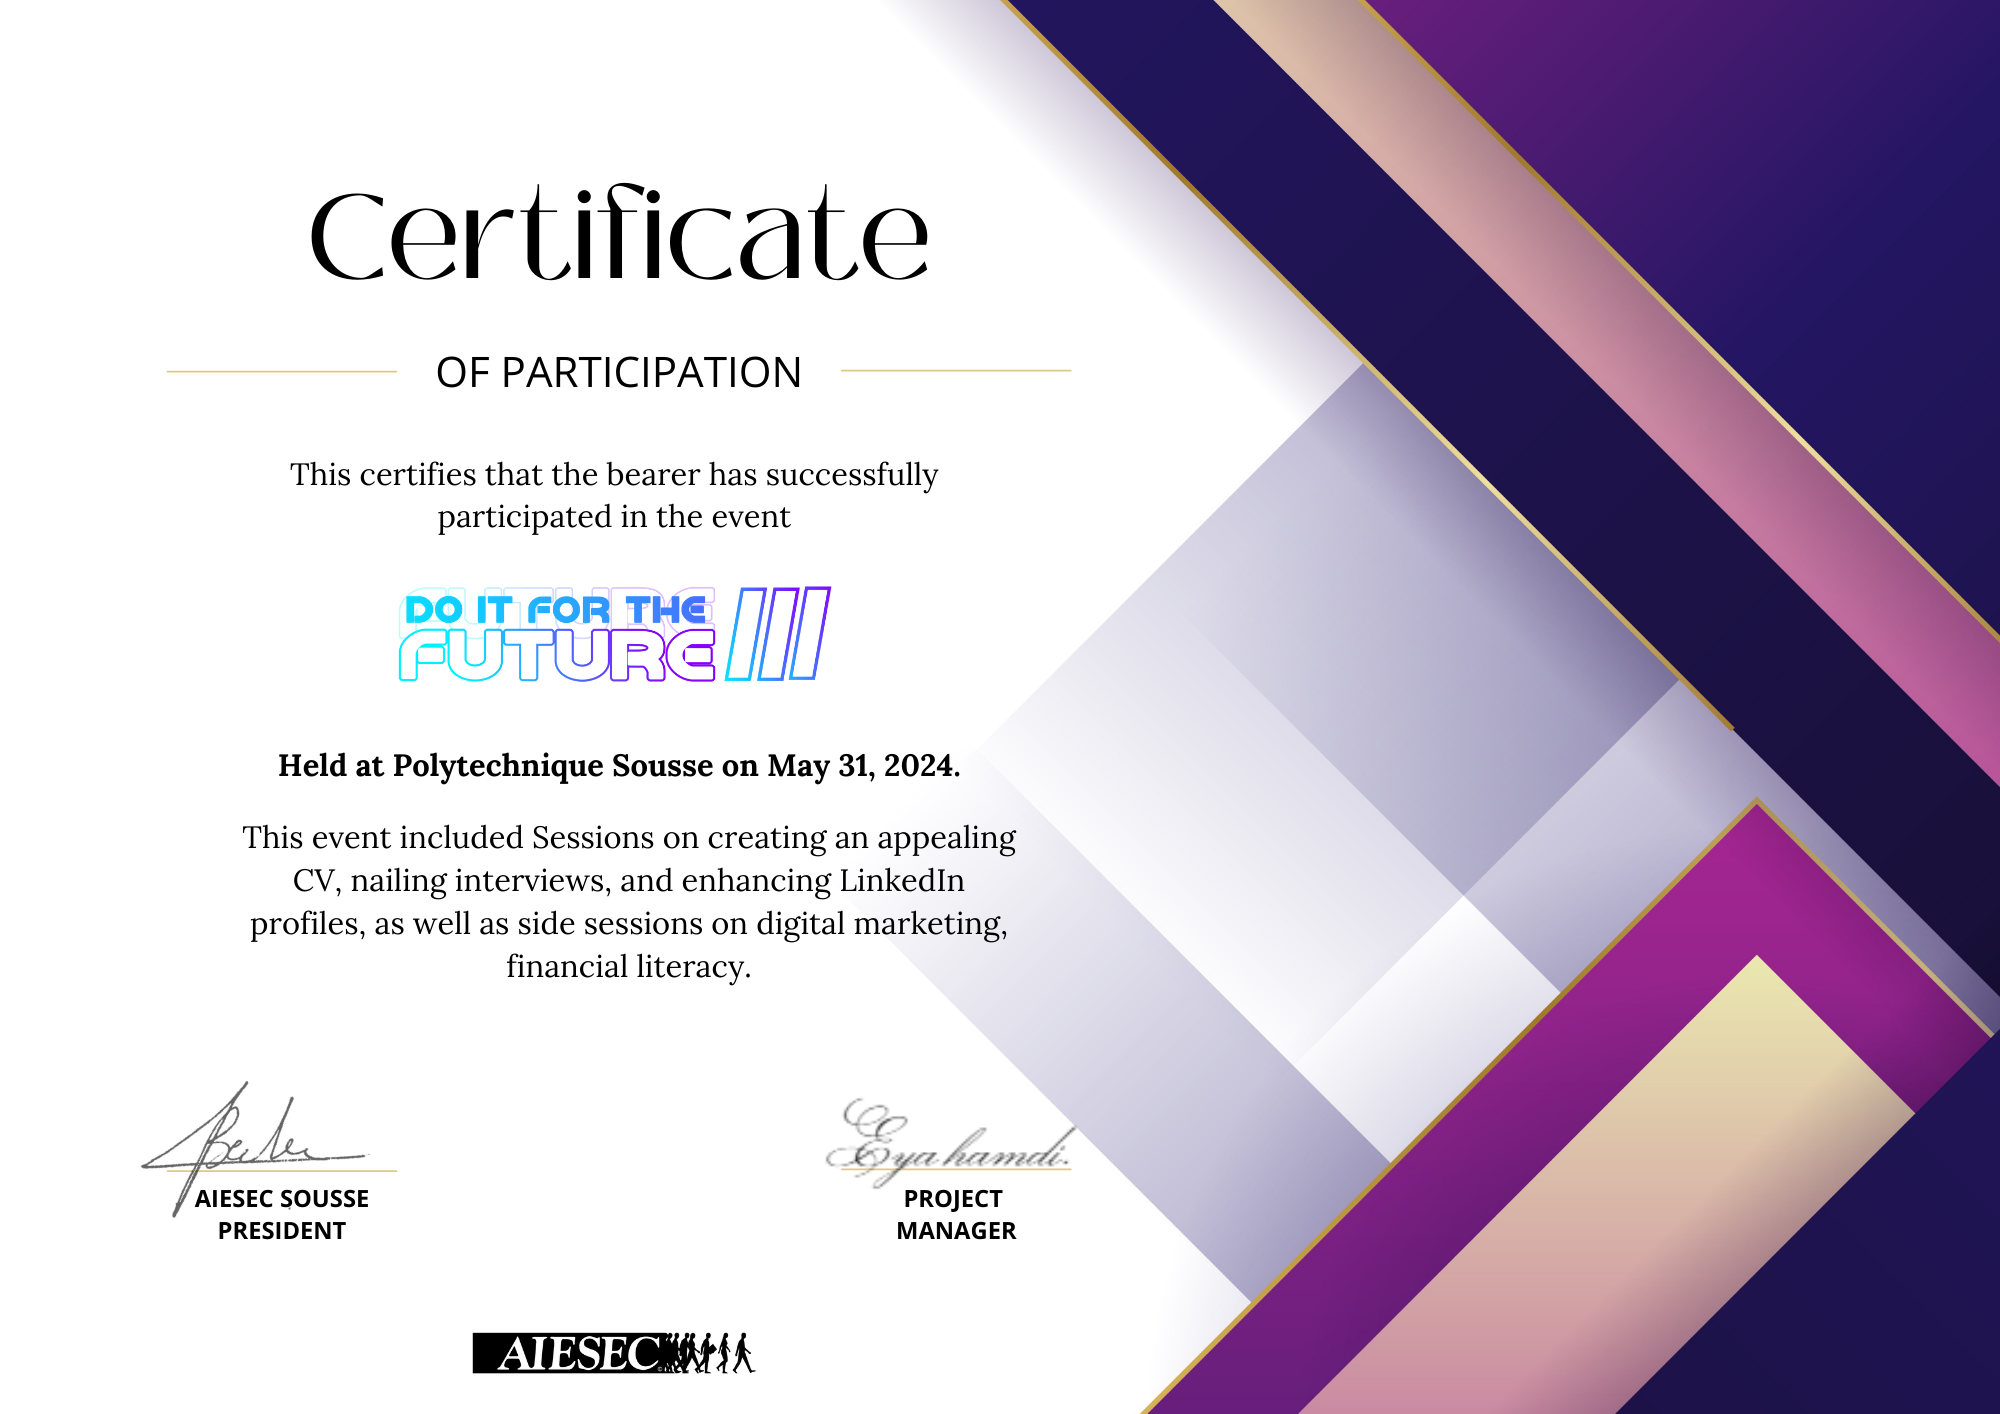 Certificate
OF PARTICIPATION
This certifies that the bearer has successfully
participated in the event
DO IT FOR THE
FUTURE III
Held at Polytechnique Sousse on May 31, 2024.
This event included Sessions on creating an appealing
CV, nailing interviews, and enhancing LinkedIn
profiles, as well as side sessions on digital marketing,
financial literacy.
Eya hamdi.
AIESEC SOUSSE
PRESIDENT
PROJECT
MANAGER
AIESEC